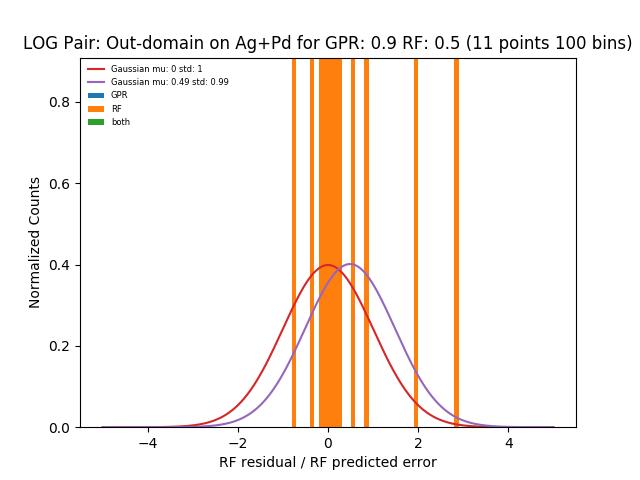 LOG Pair: Out-domain on Ag+Pd for GPR: 0.9 RF: 0.5 (11 points 100 bins)
Gaussian mu: 0 std: 1
Gaussian mu: 0.49 std: 0.99
GPR
RF
both
Normalized Counts
0.8
0.6
0.4
0.2
0.0
−4 −2 0 2 4
RF residual / RF predicted error